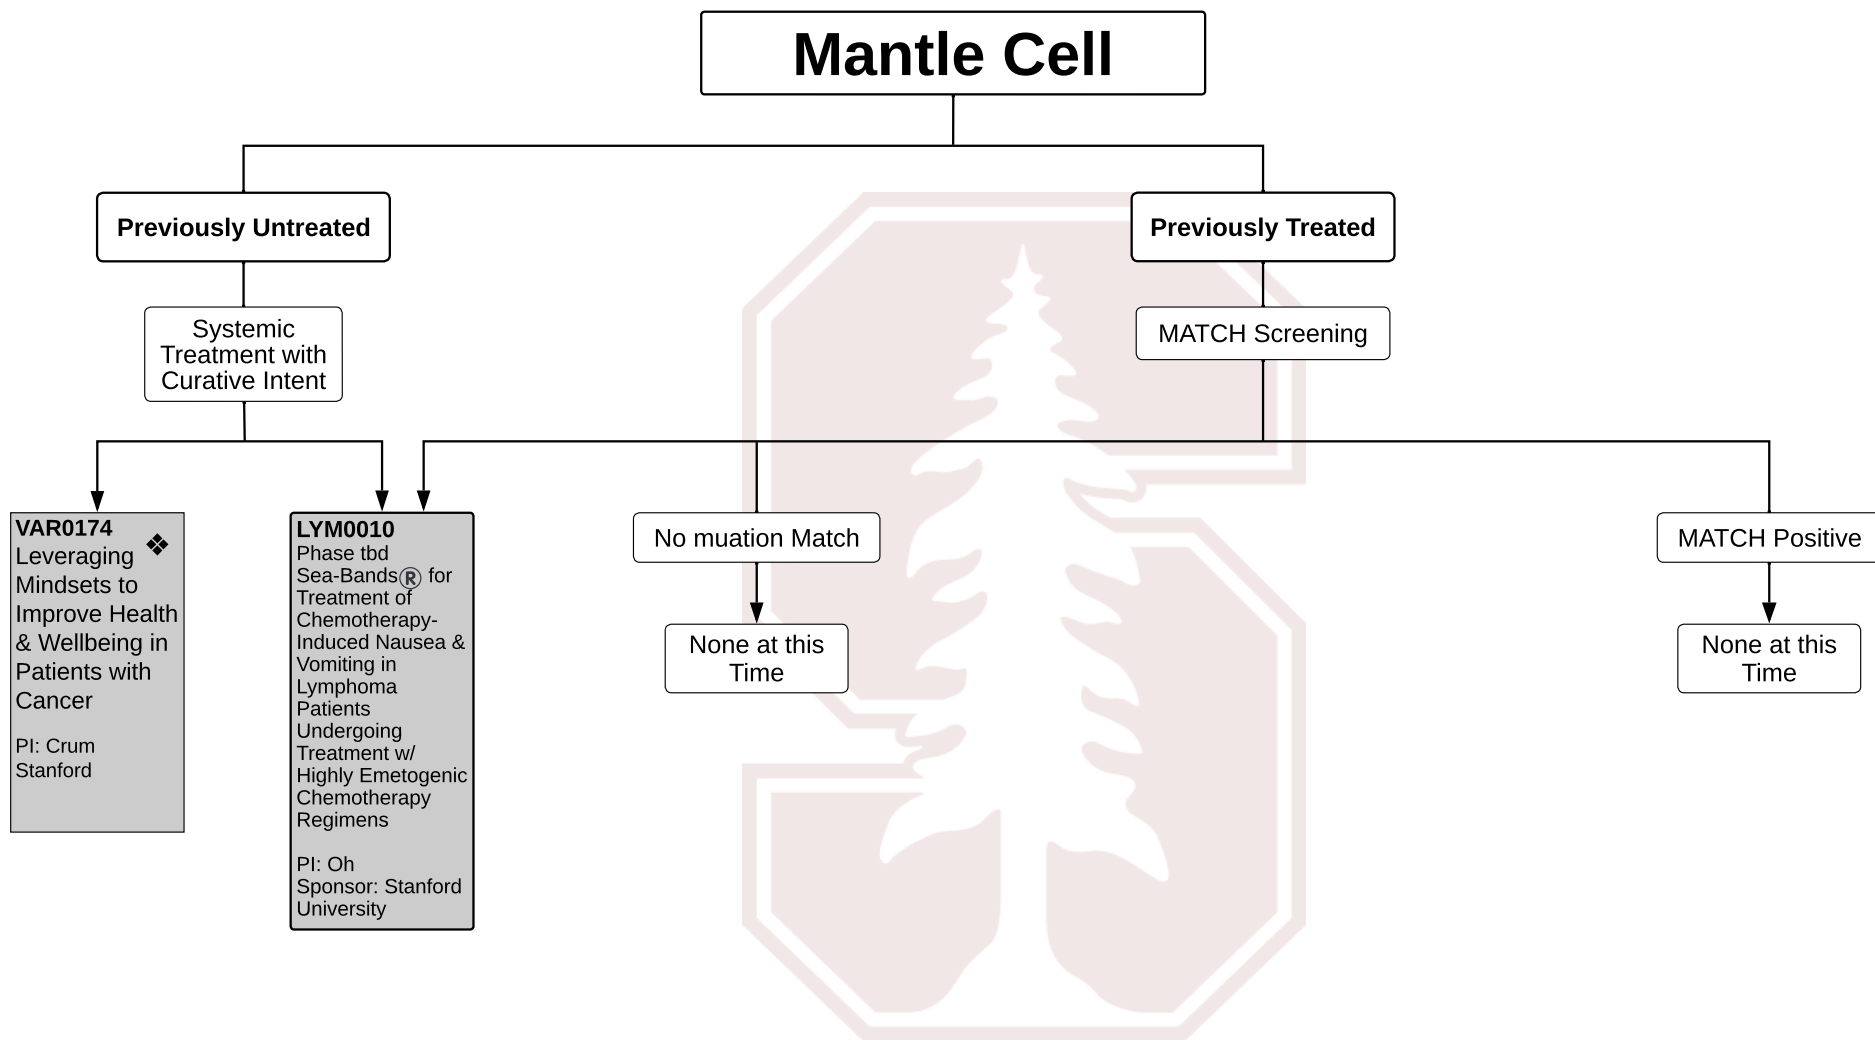 Mantle Cell
Previously Untreated
Previously Treated
Systemic
Treatment with
Curative Intent
MATCH Screening
VAR0174
Leveraging ❖
Mindsets to
Improve Health
& Wellbeing in
Patients with
Cancer
PI: Crum
Stanford
LYM0010
Phase tbd
Sea-Bands® for
Treatment of
Chemotherapy-
Induced Nausea &
Vomiting in
Lymphoma
Patients
Undergoing
Treatment w/
Highly Emetogenic
Chemotherapy
Regimens
PI: Oh
Sponsor: Stanford
University
No muation Match
None at this
Time
MATCH Positive
None at this
Time